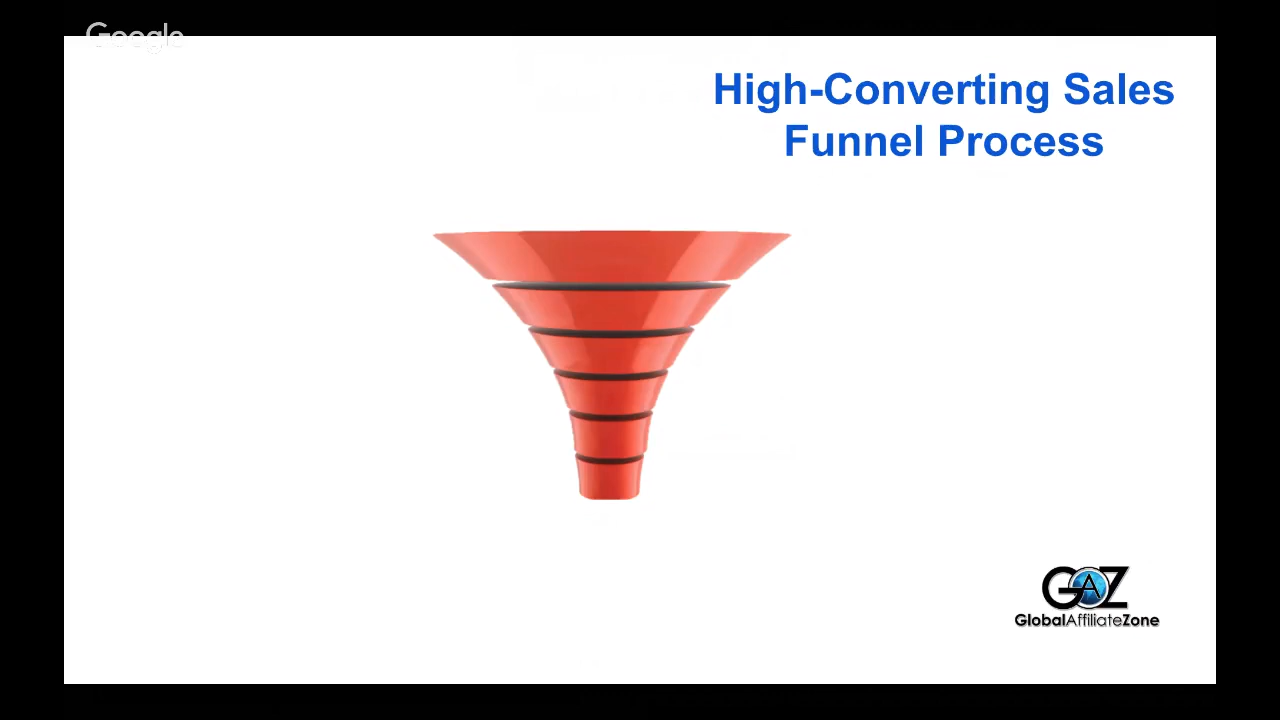 Google
High-Converting Sales
Funnel Process
GAZ
GlobalAffiliateZone